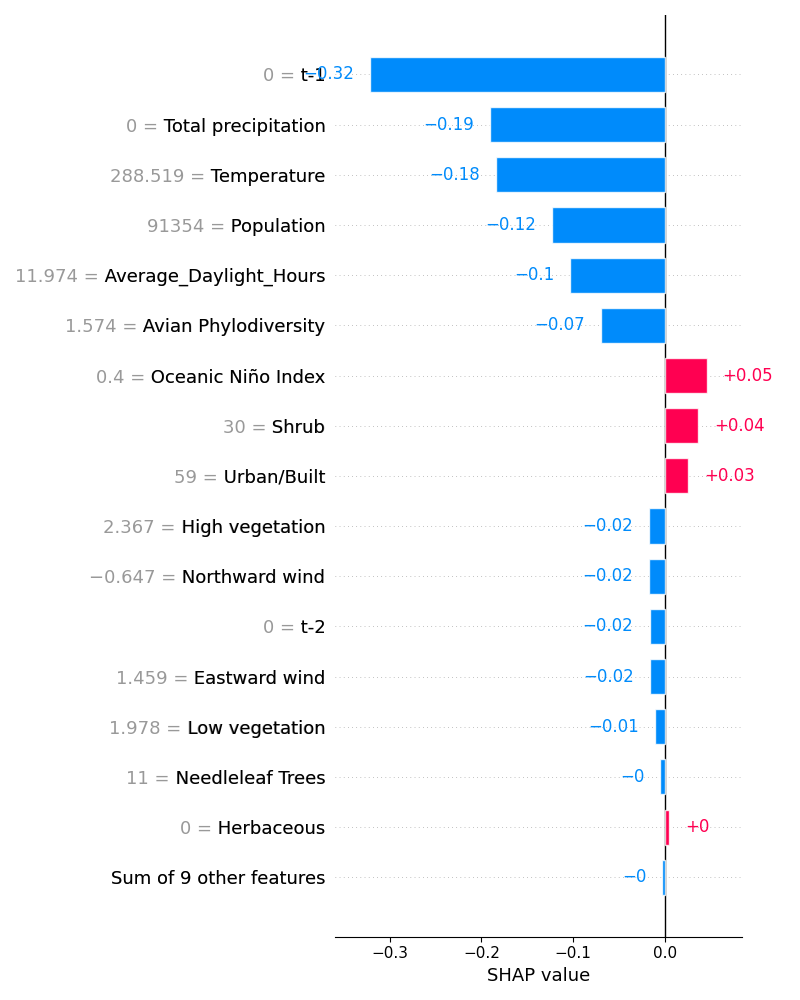 0 = t-1 −0.32
0 = Total precipitation −0.19
288.519 = Temperature −0.18
91354 = Population −0.12
11.974 = Average_Daylight_Hours −0.1
1.574 = Avian Phylodiversity −0.07
0.4 = Oceanic Niño Index +0.05
30 = Shrub +0.04
59 = Urban/Built +0.03
2.367 = High vegetation −0.02
−0.647 = Northward wind −0.02
0 = t-2 −0.02
1.459 = Eastward wind −0.02
1.978 = Low vegetation −0.01
11 = Needleleaf Trees −0
0 = Herbaceous +0
Sum of 9 other features −0
−0.3 −0.2 −0.1 0.0
SHAP value